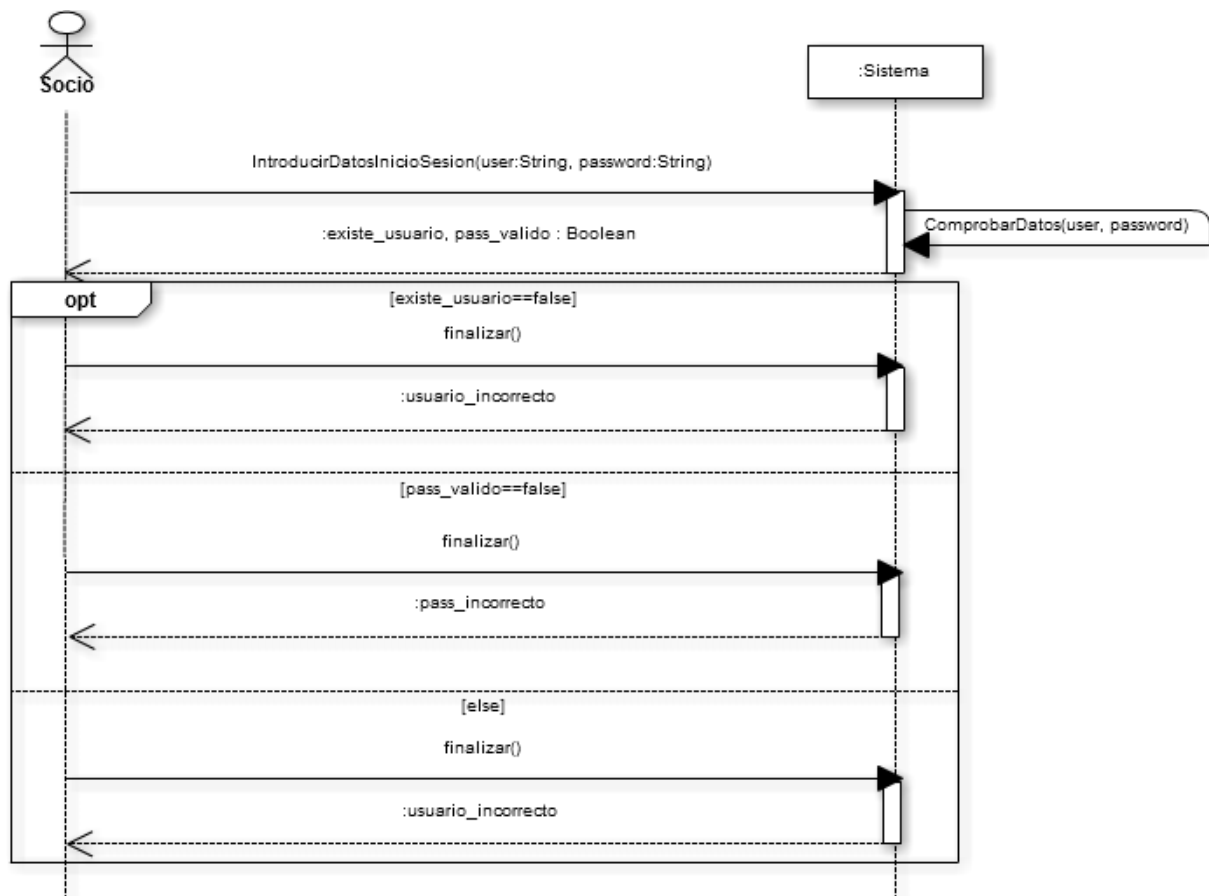 Socio
:Sistema
IntroducirDatosInicioSesion(user:String, password:String)
ComprobarDatos(user, password)
:existe_usuario, pass_valido : Boolean
opt
[existe_usuario==false]
finalizar()
:usuario_incorrecto
[pass_valido==false]
finalizar()
:pass_incorrecto
[else]
finalizar()
:usuario_incorrecto